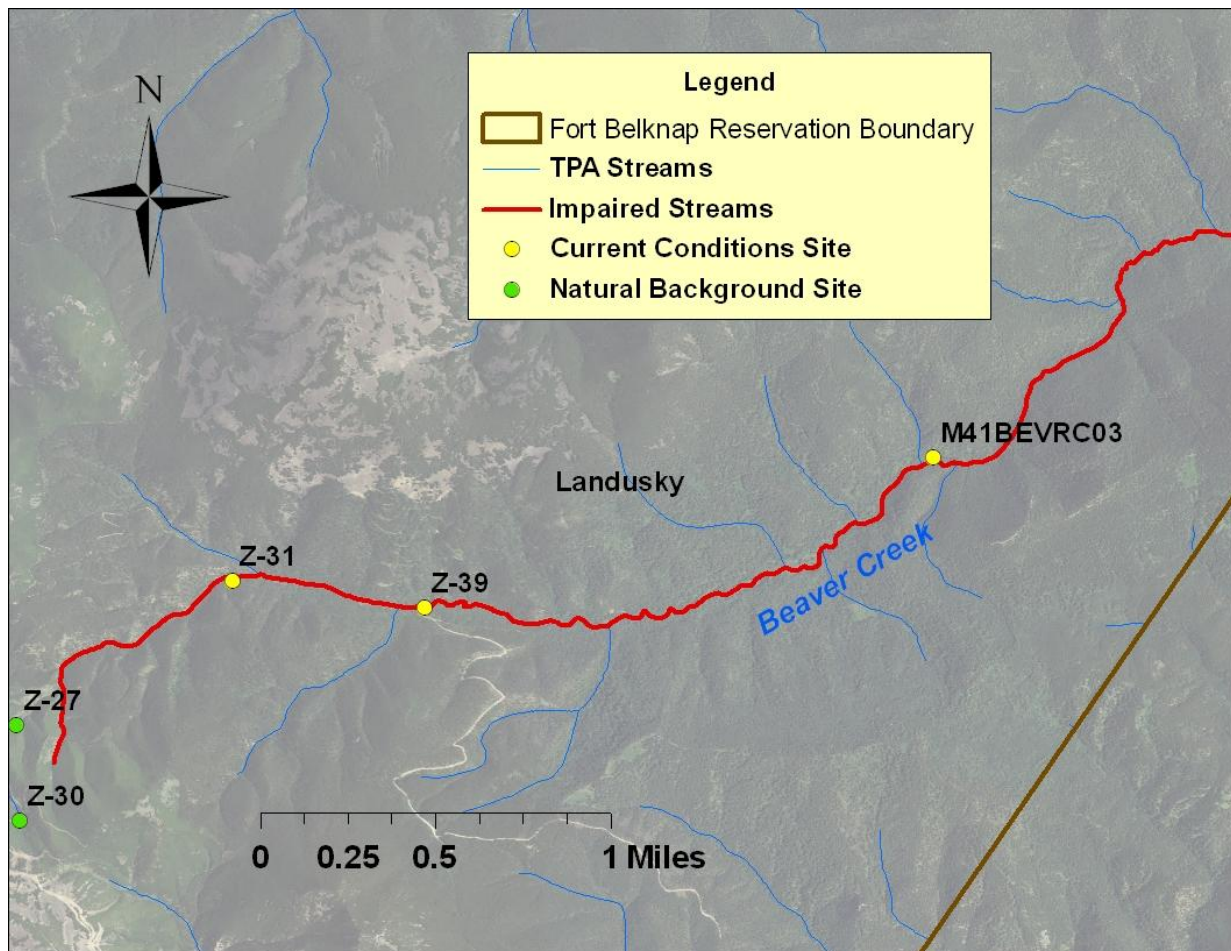 N
Legend
Fort Belknap Reservation Boundary
TPA Streams
Impaired Streams
Current Conditions Site
Natural Background Site
M41BEVRC03
Landusky
Beaver Creek
Z-31
Z-39
Z-27
Z-30
0 0.25 0.5 1 Miles